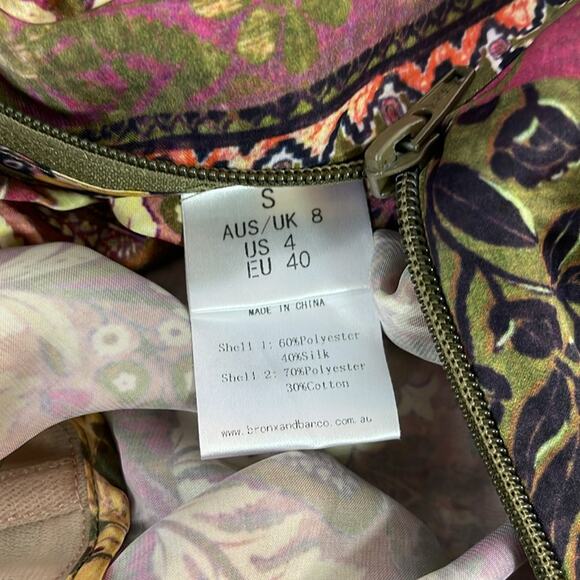 S
AUS/UK 8
US 4
EU 40
MADE IN CHINA
Shell 1: 60%Polyester
40%Silk
Shell 2: 70%Polyester
30%Cotton
www.bronxandbanco.com.au